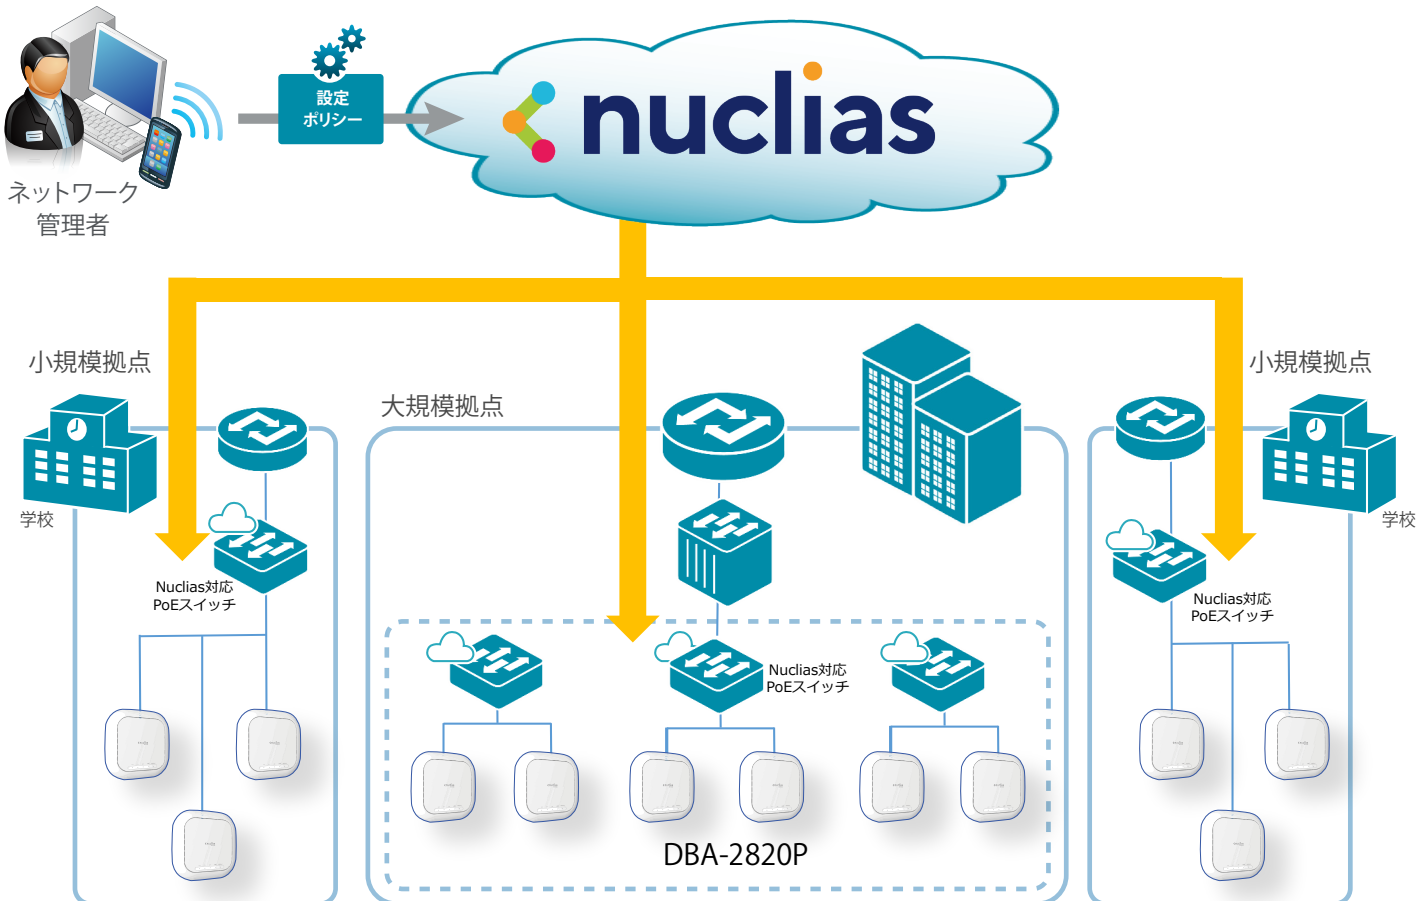 設定
ポリシー
nuclias
ネットワーク
管理者
小規模拠点
大規模拠点
小規模拠点
学校
学校
Nuclias対応
PoEスイッチ
Nuclias対応
PoEスイッチ
Nuclias対応
PoEスイッチ
DBA-2820P